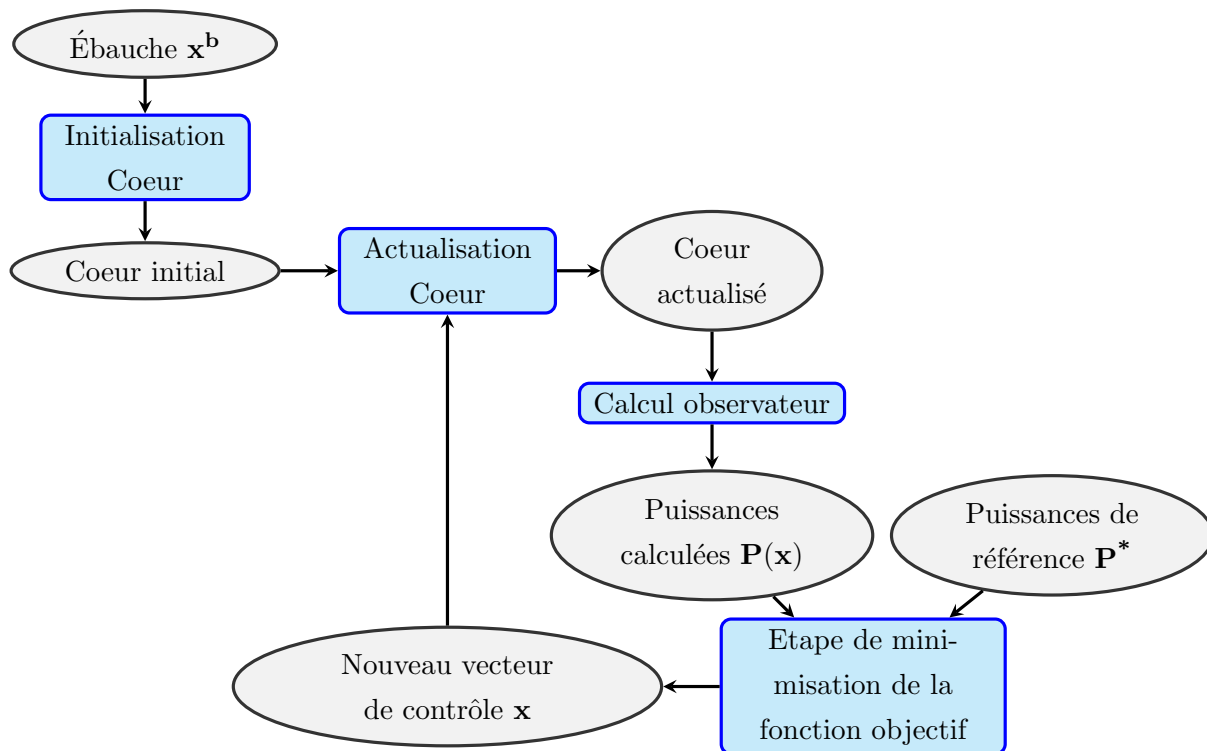 Ébauche x^b
Initialisation
Coeur
Coeur initial
Actualisation
Coeur
Coeur
actualisé
Calcul observateur
Puissances
calculées P(x)
Puissances de
référence P*
Etape de mini-
misation de la
fonction objectif
Nouveau vecteur
de contrôle x